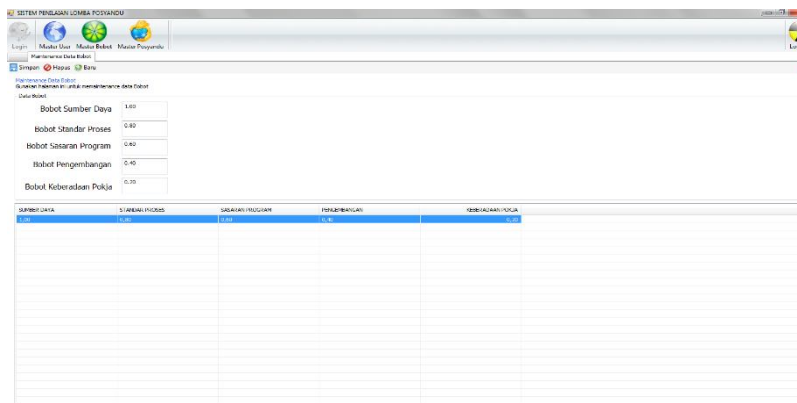 SISTEM PENILAIAN LOMBA POSYANDU
Login Master User Master Bobot Master Posyandu
Maintenance Data Bobot
Simpan Hapus Baru
Maintenance Data Bobot
Gunakan halaman ini untuk memaintenance data Bobot
Data Bobot
Bobot Sumber Daya 1.00
Bobot Standar Proses 0.80
Bobot Sasaran Program 0.60
Bobot Pengembangan 0.40
Bobot Keberadaan Pokja 0.20
SUMBER DAYA STANDAR PROSES SASARAN PROGRAM PENGEMBANGAN KEBERADAAN POKJA
1,00 0,80 0,60 0,40 0,20